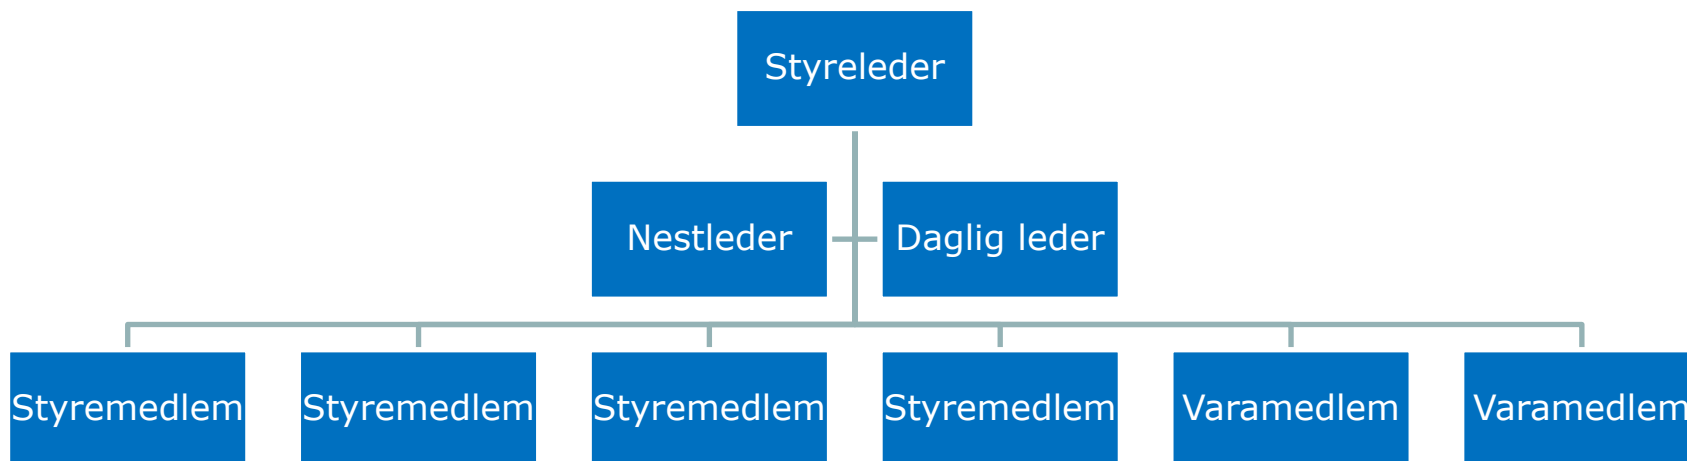 Styreleder
Nestleder
Daglig leder
Styremedlem
Styremedlem
Styremedlem
Styremedlem
Varamedlem
Varamedlem